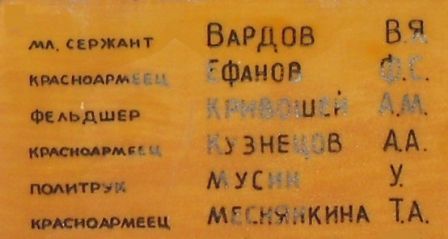 мл. сержант Вардов В.Я.
красноармеец Ефанов Ф.С.
фельдшер Кривошей А.М.
красноармеец Кузнецов А.А.
политрук Мусин У.
красноармеец Меснянкина Т.А.